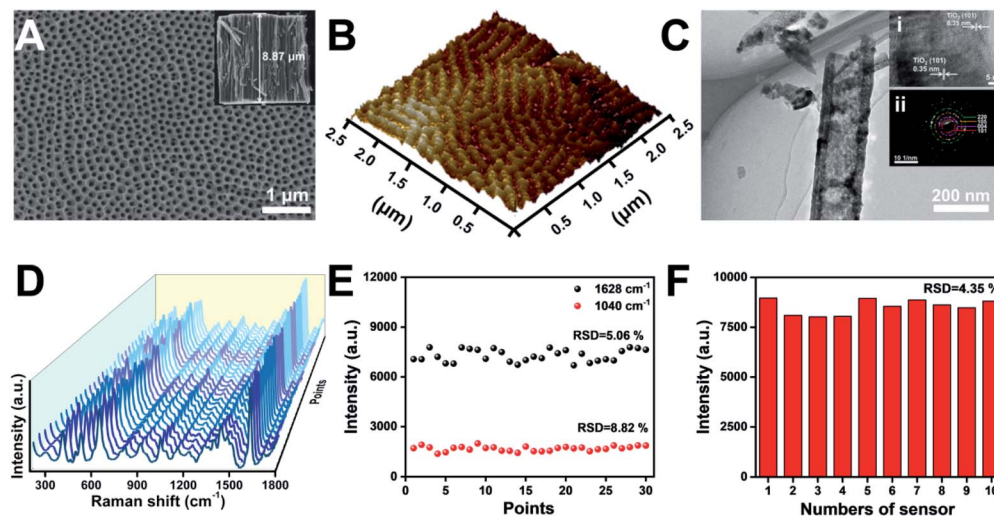 A
8.87 μm
1 μm
B
2.5
2.0
1.5
1.0
0.5
(μm)
0.5
1.0
1.5
2.0
2.5
(μm)
C
i
TiO2 (101)
0.35 nm
TiO2 (101)
0.35 nm
ii
220
004
101
10 1/nm
200 nm
D
Intensity (a.u.)
300 600 900 1200 1500 1800
Raman shift (cm-1)
Points
E
12000
9000
6000
3000
0
Intensity (a.u.)
1628 cm-1
1040 cm-1
RSD=5.06 %
RSD=8.82 %
0 5 10 15 20 25 30
Points
F
10000
7500
5000
2500
0
Intensity (a.u.)
RSD=4.35 %
1 2 3 4 5 6 7 8 9 10
Numbers of sensor